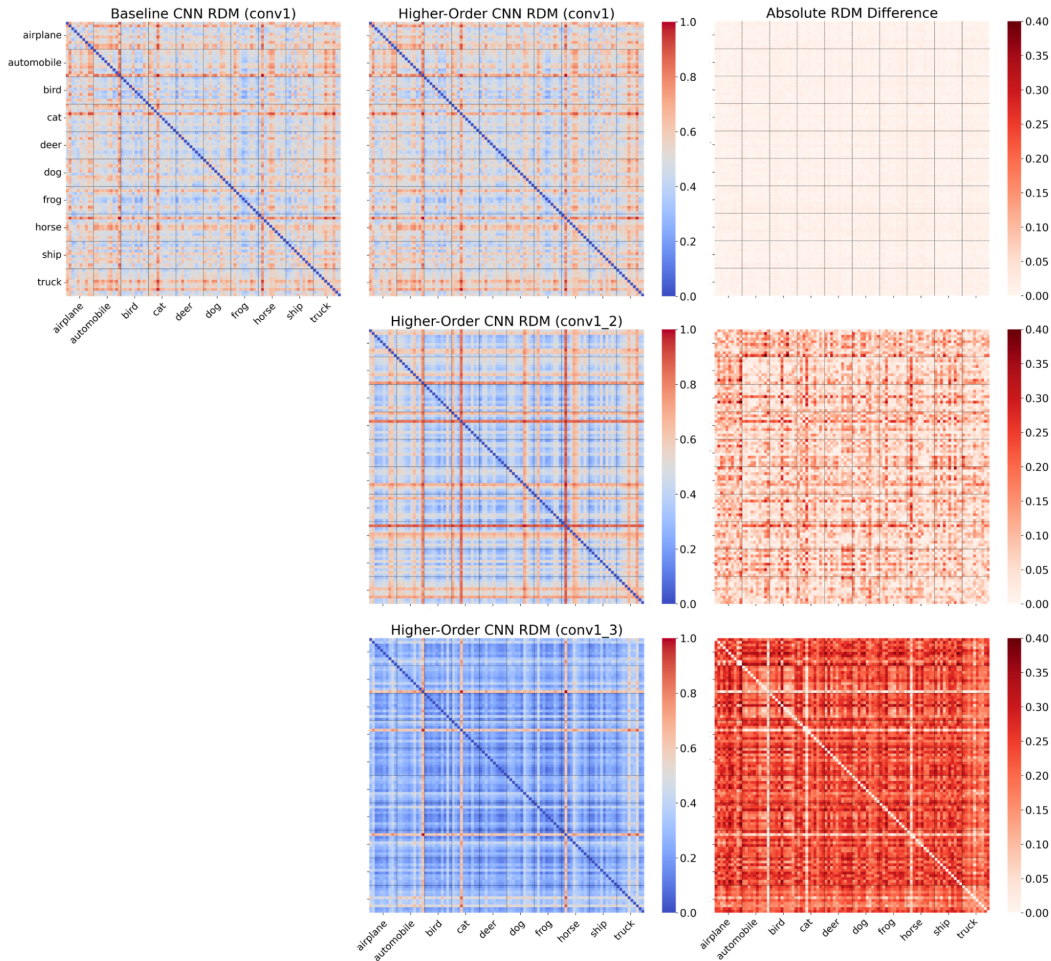 Baseline CNN RDM (conv1)
Higher-Order CNN RDM (conv1)
Absolute RDM Difference
airplane
automobile
bird
cat
deer
dog
frog
horse
ship
truck
airplane
automobile
bird
cat
deer
dog
frog
horse
ship
truck
1.0
0.8
0.6
0.4
0.2
0.0
0.40
0.35
0.30
0.25
0.20
0.15
0.10
0.05
0.00
Higher-Order CNN RDM (conv1_2)
1.0
0.8
0.6
0.4
0.2
0.0
0.40
0.35
0.30
0.25
0.20
0.15
0.10
0.05
0.00
Higher-Order CNN RDM (conv1_3)
1.0
0.8
0.6
0.4
0.2
0.0
0.40
0.35
0.30
0.25
0.20
0.15
0.10
0.05
0.00
airplane
automobile
bird
cat
deer
dog
frog
horse
ship
truck
airplane
automobile
bird
cat
deer
dog
frog
horse
ship
truck